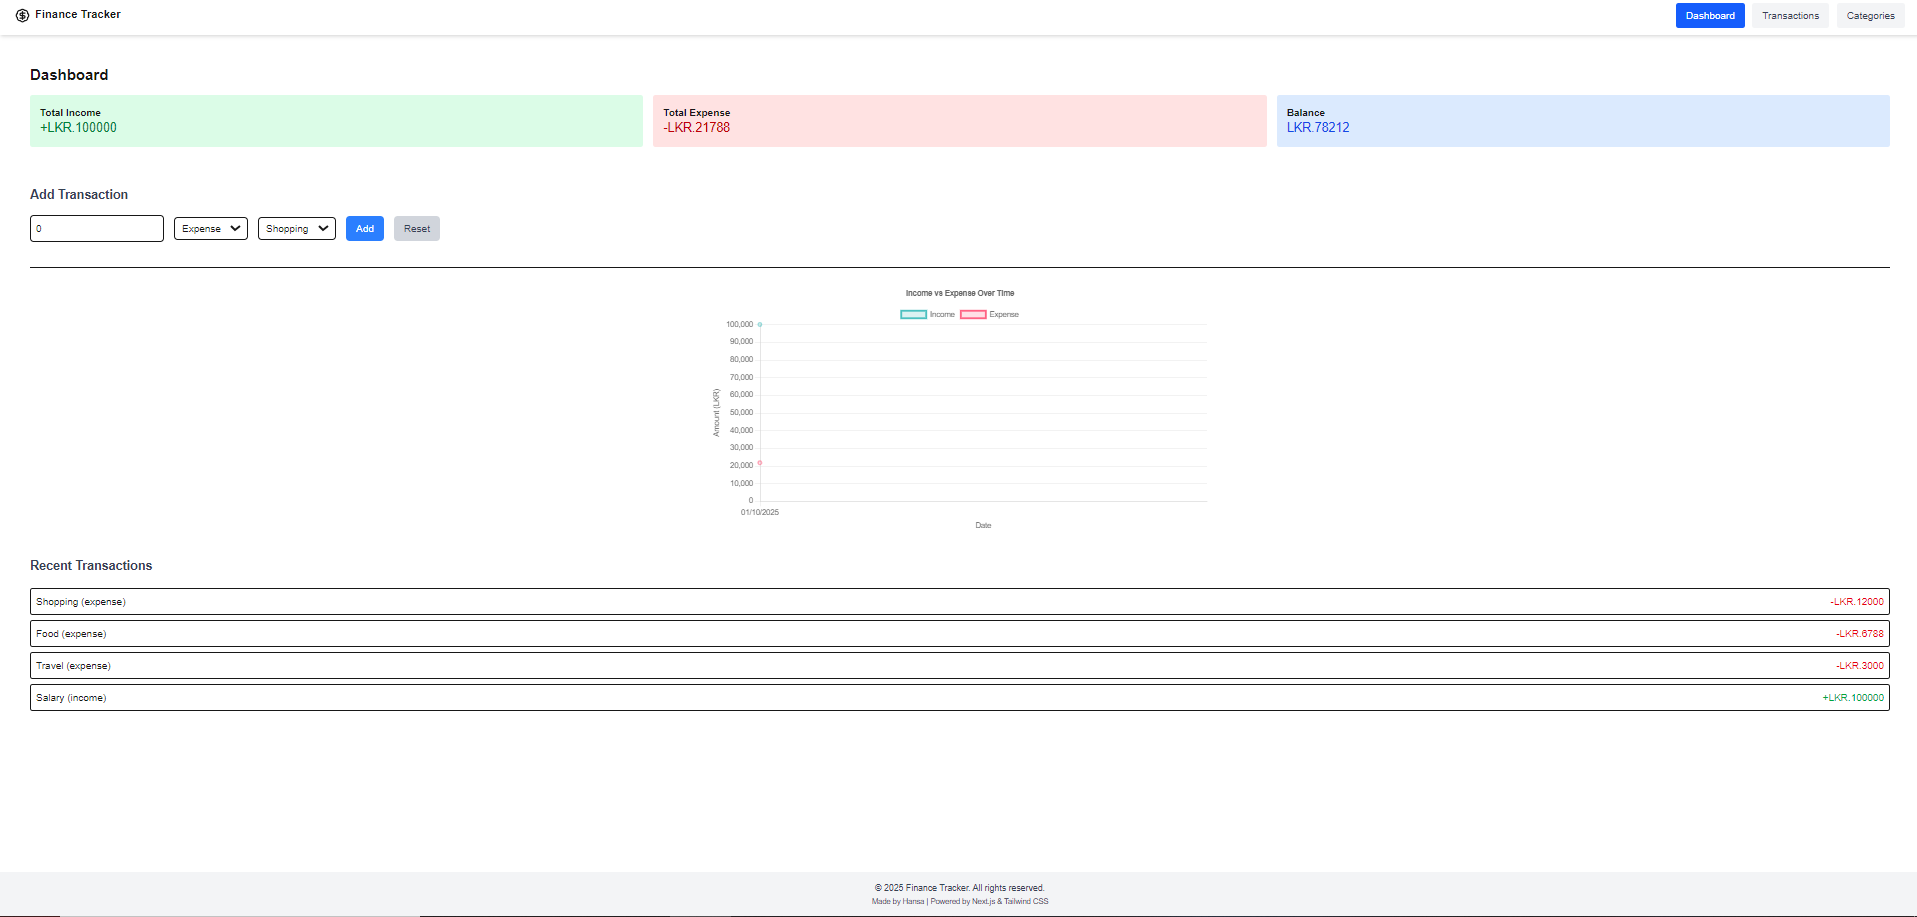 Finance Tracker
Dashboard Transactions Categories
Dashboard
Total Income
+LKR.100000
Total Expense
-LKR.21788
Balance
LKR.78212
Add Transaction
0 Expense Shopping Add Reset
Income vs Expense Over Time
Income Expense
100,000
90,000
80,000
70,000
60,000
50,000
40,000
30,000
20,000
10,000
0
Amount (LKR)
01/10/2025
Date
Recent Transactions
Shopping (expense) -LKR.12000
Food (expense) -LKR.6788
Travel (expense) -LKR.3000
Salary (income) +LKR.100000
© 2025 Finance Tracker. All rights reserved.
Made by Hansa | Powered by Next.js & Tailwind CSS